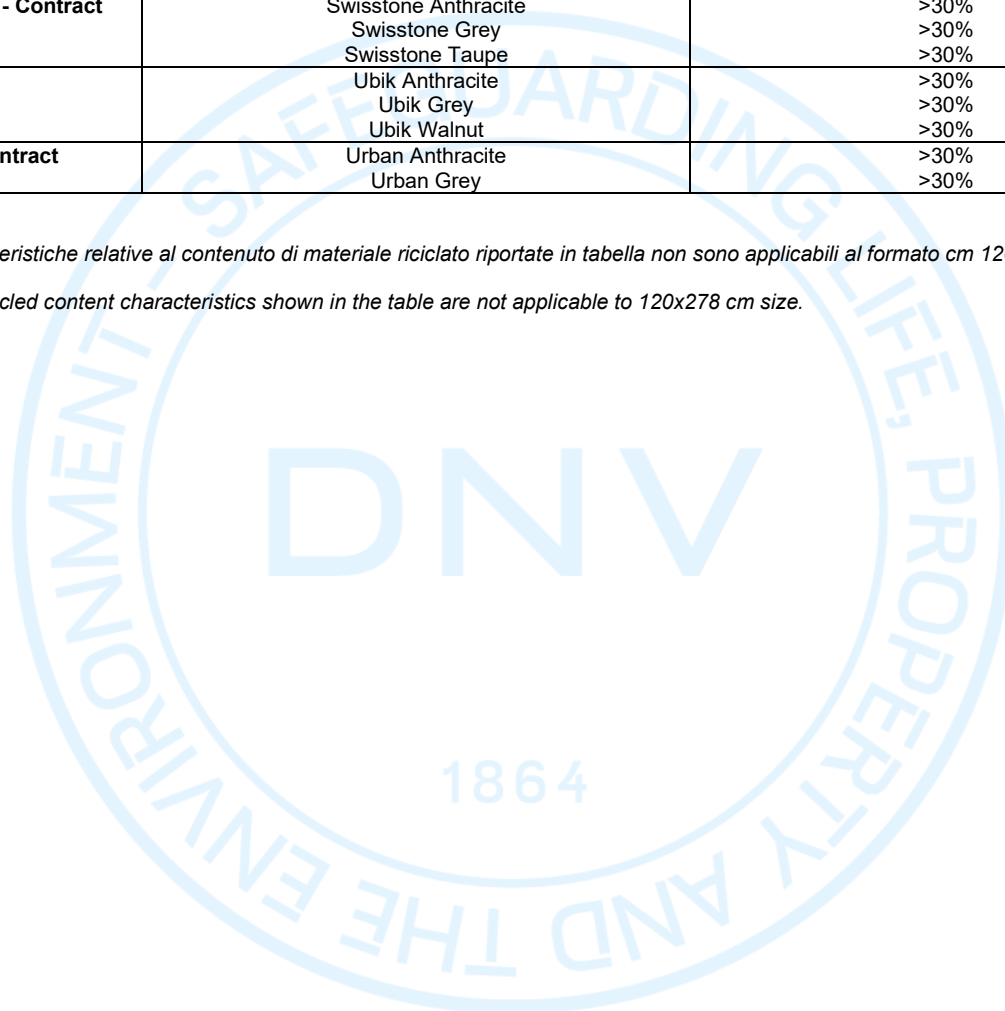 - Contract Swisstone Anthracite >30%
Swisstone Grey >30%
Swisstone Taupe >30%
Ubik Anthracite >30%
Ubik Grey >30%
Ubik Walnut >30%
ntract Urban Anthracite >30%
Urban Grey >30%
eristiche relative al contenuto di materiale riciclato riportate in tabella non sono applicabili al formato cm 12
cled content characteristics shown in the table are not applicable to 120x278 cm size.
SAFEGUARDING LIFE, PROPERTY AND THE ENVIRONMENT –
DNV
1864